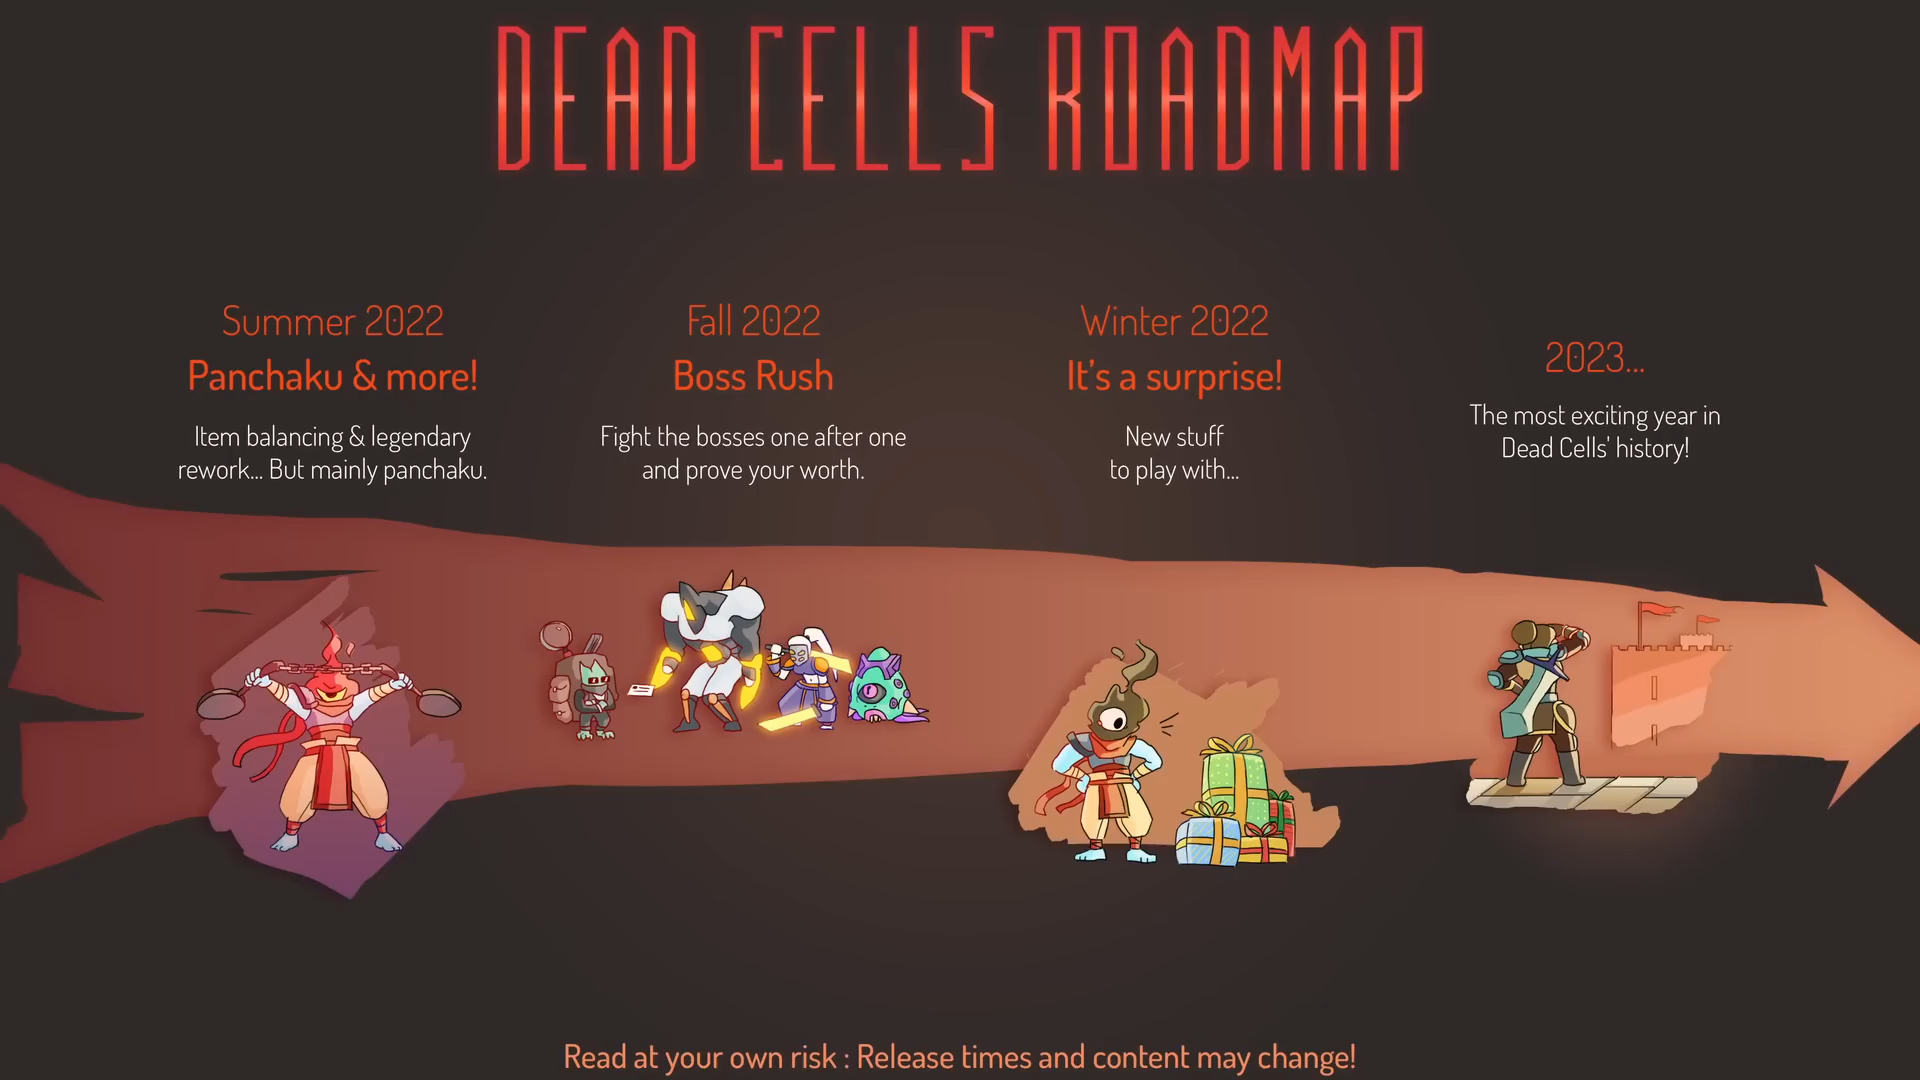 DEAD CELLS ROADMAP
Summer 2022
Panchaku & more!
Item balancing & legendary
rework... But mainly panchaku.
Fall 2022
Boss Rush
Fight the bosses one after one
and prove your worth.
Winter 2022
It's a surprise!
New stuff
to play with...
2023...
The most exciting year in
Dead Cells' history!
Read at your own risk : Release times and content may change!